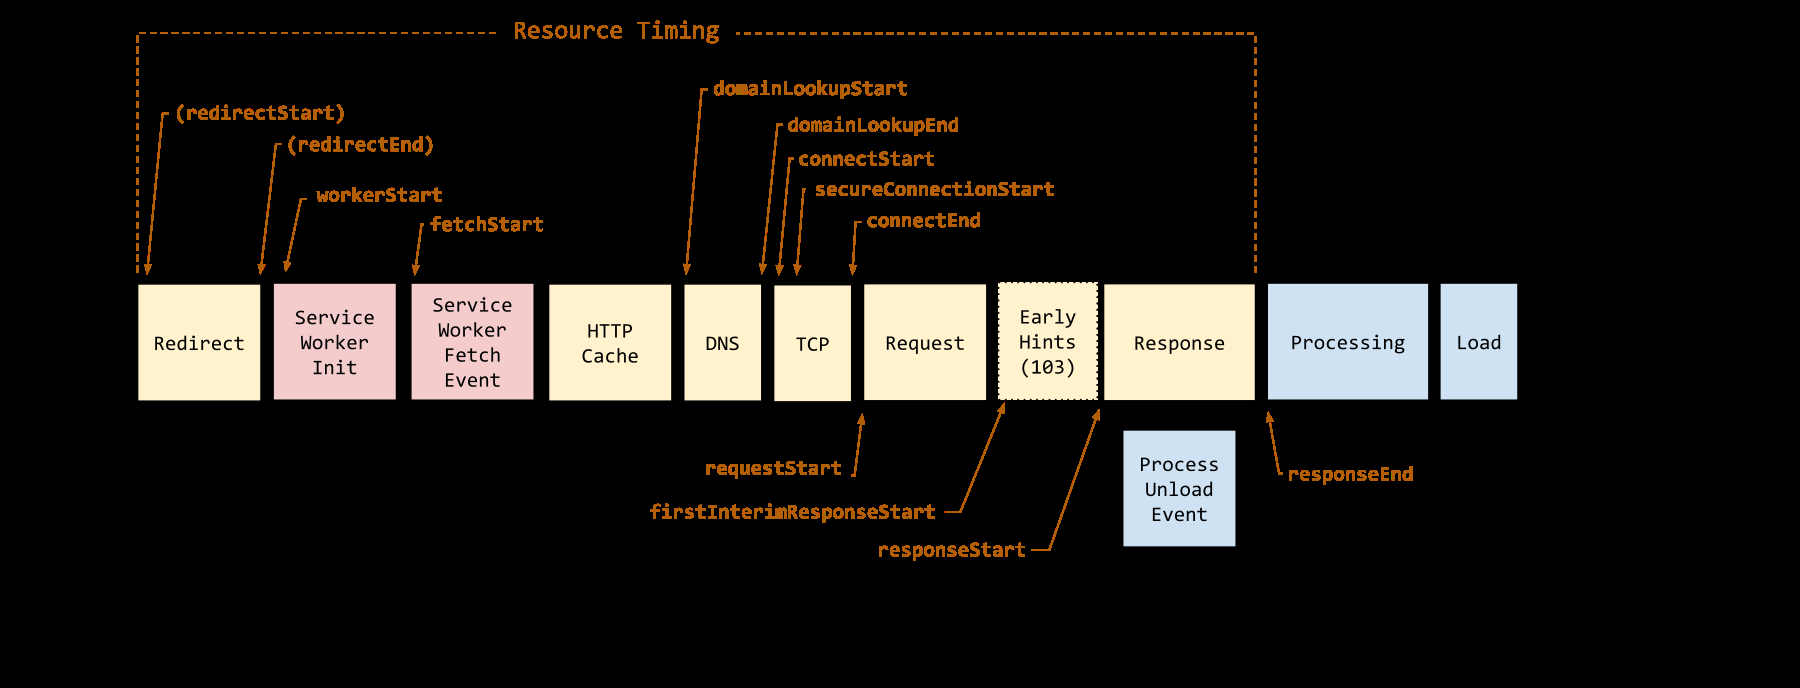 Resource Timing
domainLookupStart
(redirectStart)
domainLookupEnd
(redirectEnd)
connectStart
secureConnectionStart
workerStart
connectEnd
fetchStart
Redirect
Service
Worker
Init
Service
Worker
Fetch
Event
HTTP
Cache
DNS
TCP
Request
Early
Hints
(103)
Response
Processing
Load
requestStart
firstInterimResponseStart
responseStart
Process
Unload
Event
responseEnd